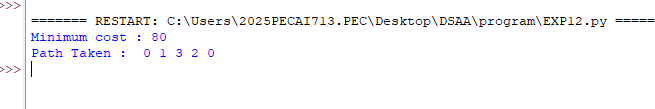 >>>
======= RESTART: C:\Users\2025PECAI713.PEC\Desktop\DSAA\program\EXP12.py =====
Minimum cost : 80
Path Taken :  0 1 3 2 0
>>>